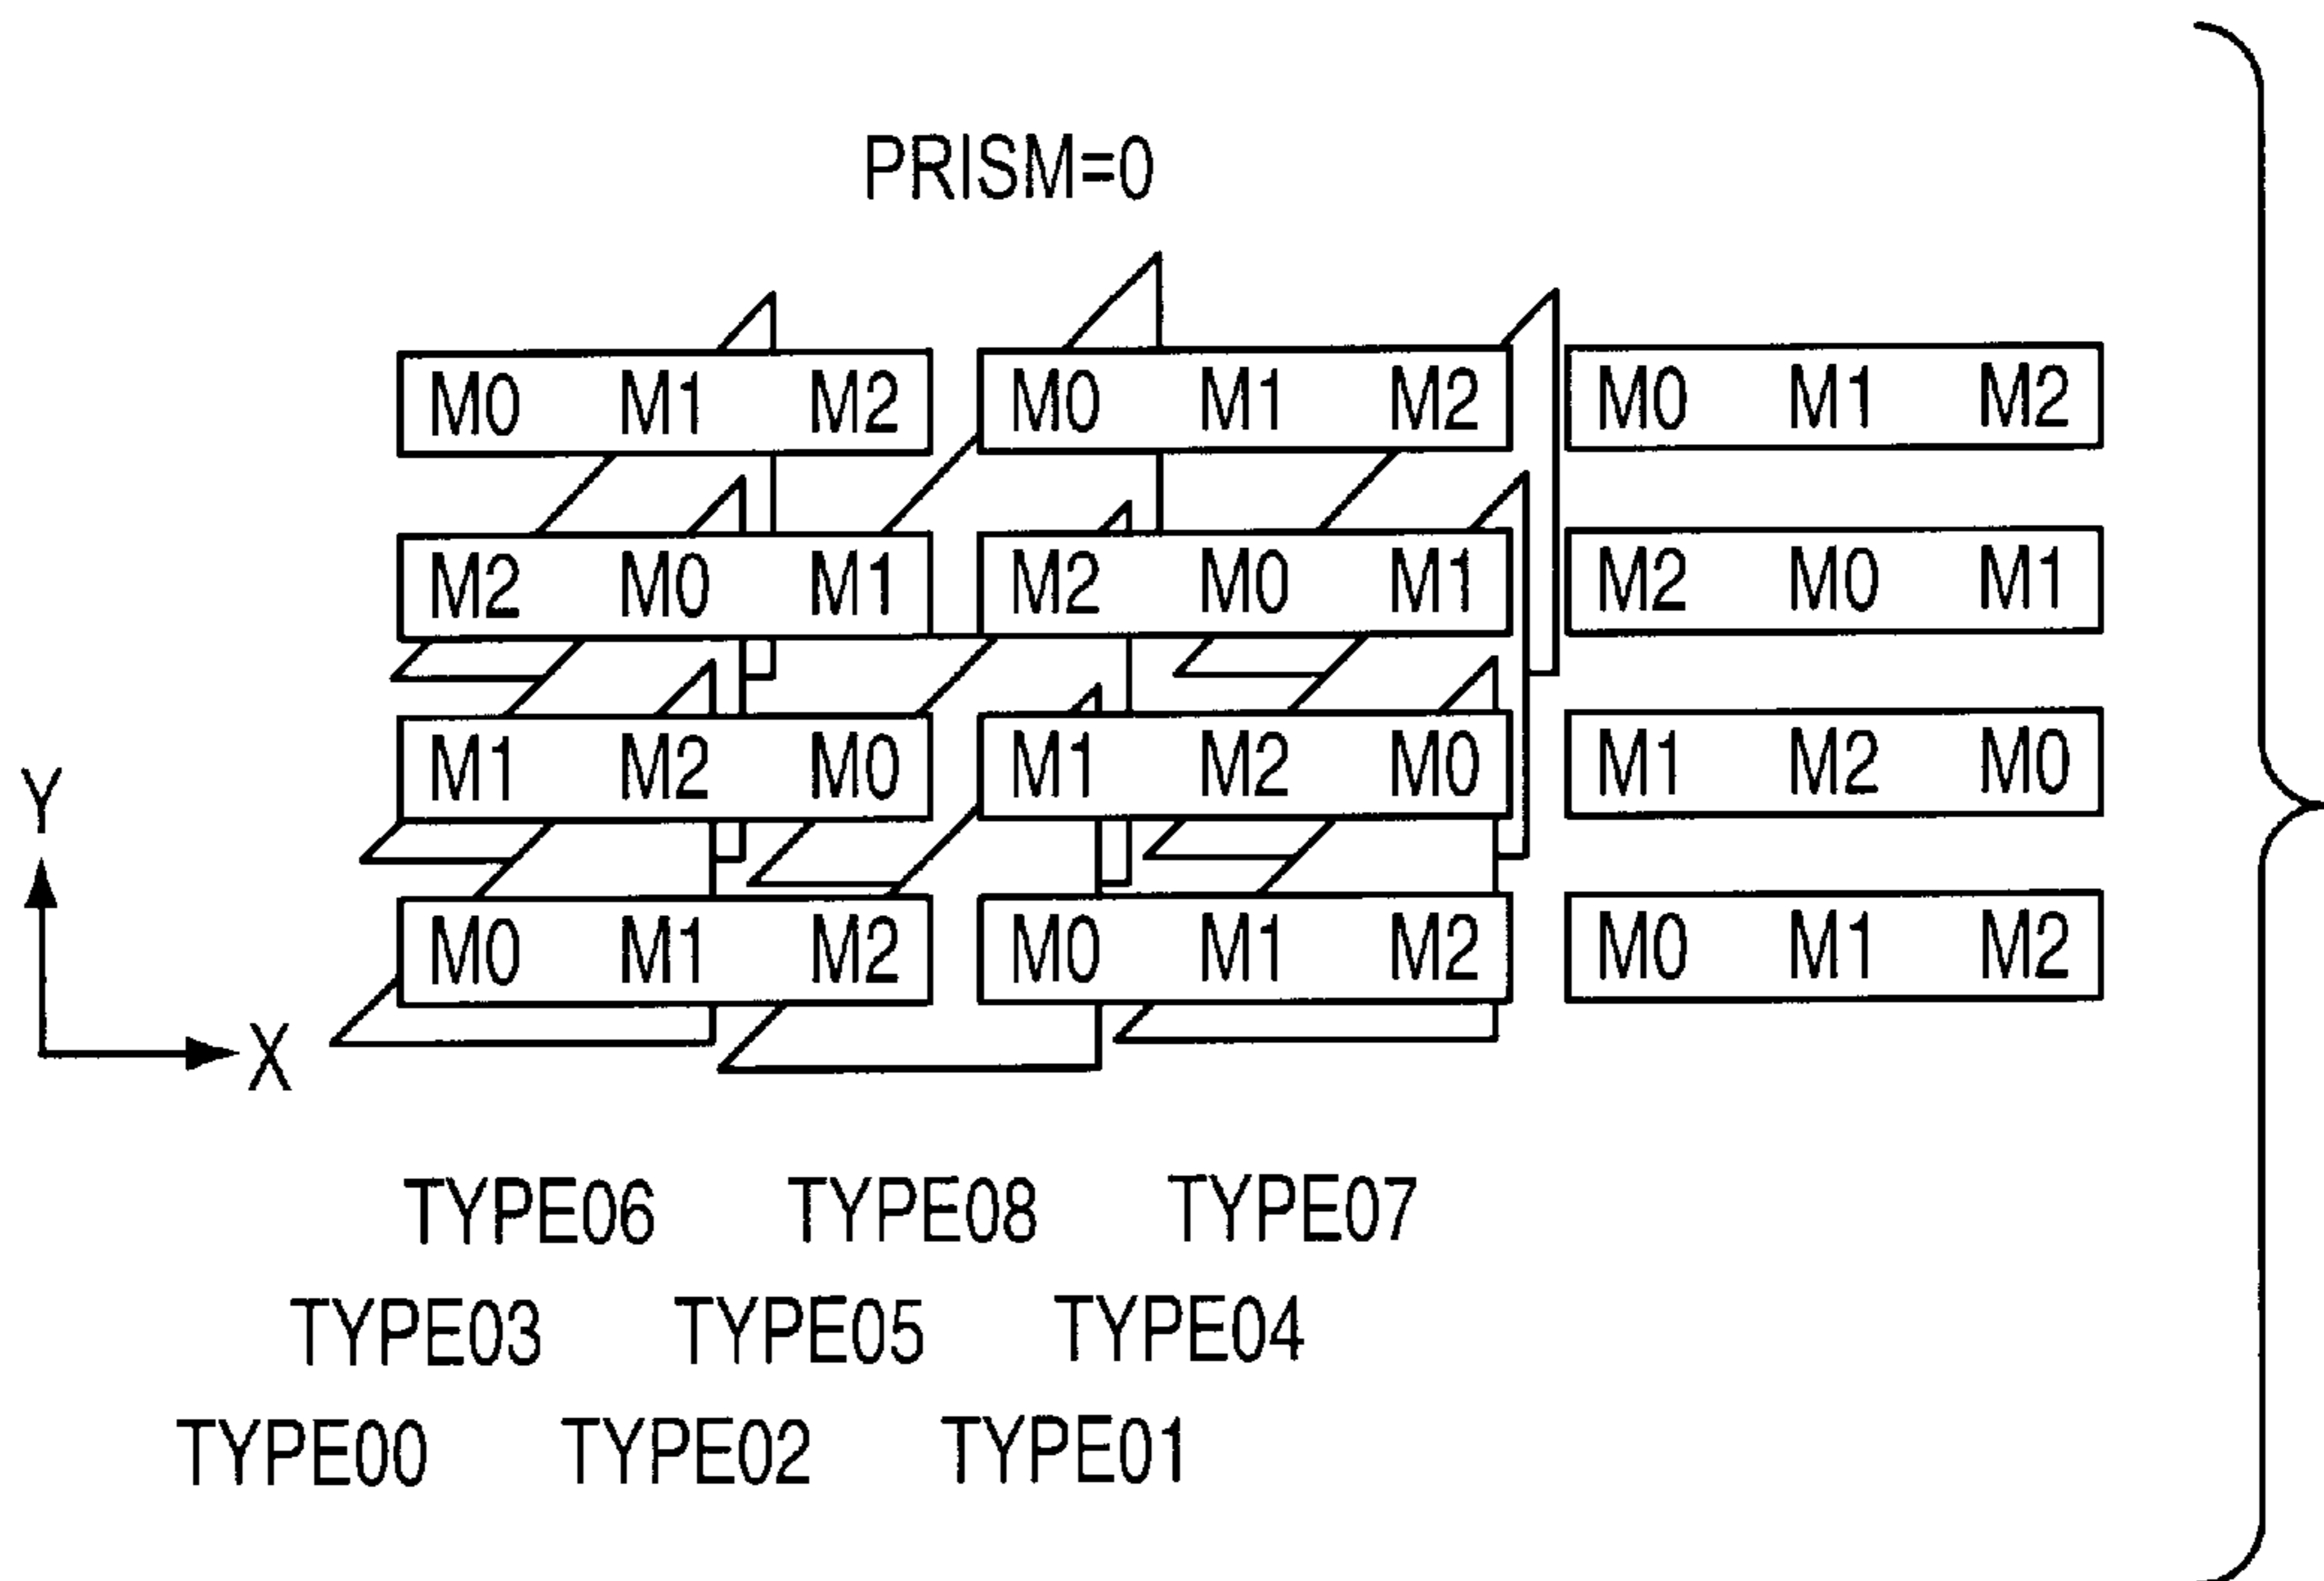 PRISM=0
M0 M1 M2 M0 M1 M2 M0 M1 M2
M2 M0 M1 M2 M0 M1 M2 M0 M1
M1 M2 M0 M1 M2 M0 M1 M2 M0
Y
M0 M1 M2 M0 M1 M2 M0 M1 M2
X
TYPE06 TYPE08 TYPE07
TYPE03 TYPE05 TYPE04
TYPE00 TYPE02 TYPE01